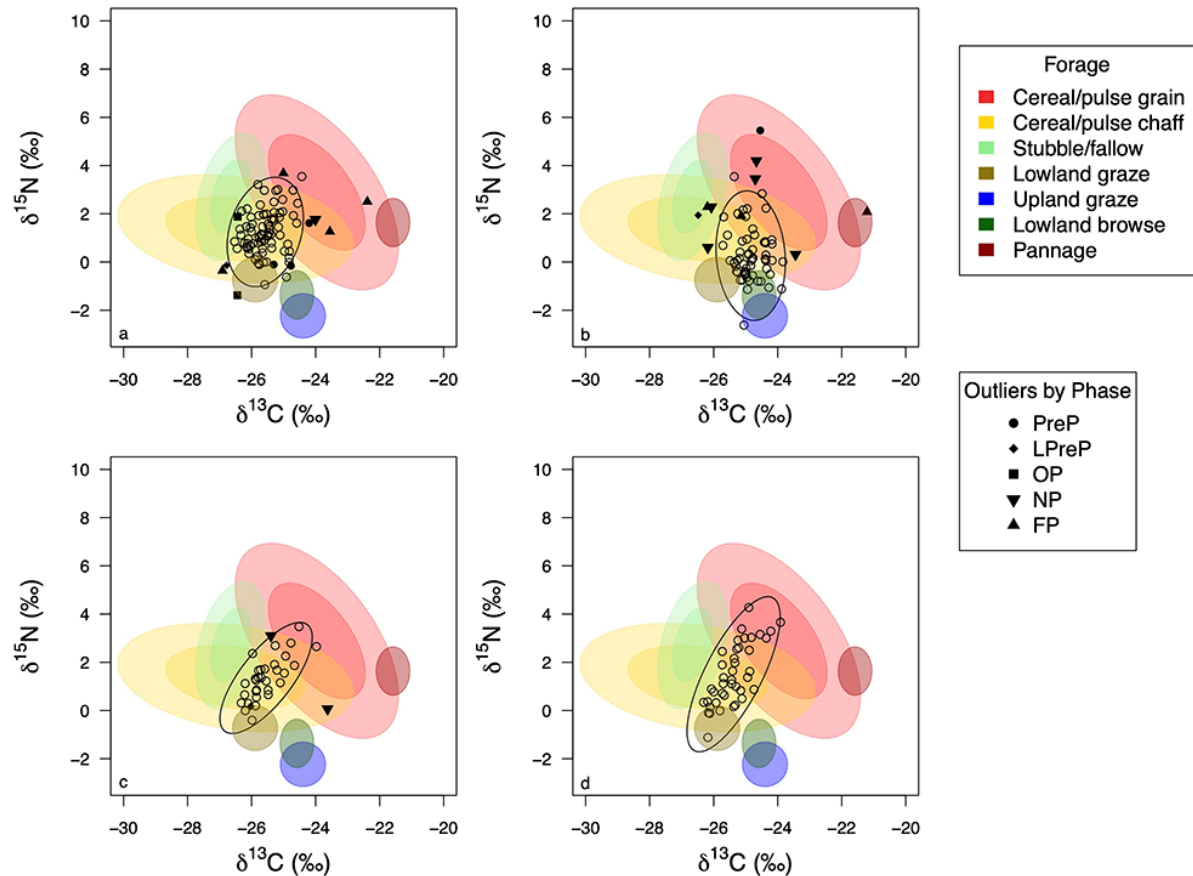 10
8
6
4
2
0
−2
δ¹⁵N (‰)
a
−30 −28 −26 −24 −22 −20
δ¹³C (‰)
10
8
6
4
2
0
−2
δ¹⁵N (‰)
b
−30 −28 −26 −24 −22 −20
δ¹³C (‰)
Forage
Cereal/pulse grain
Cereal/pulse chaff
Stubble/fallow
Lowland graze
Upland graze
Lowland browse
Pannage
Outliers by Phase
PreP
LPreP
OP
NP
FP
10
8
6
4
2
0
−2
δ¹⁵N (‰)
c
−30 −28 −26 −24 −22 −20
δ¹³C (‰)
10
8
6
4
2
0
−2
δ¹⁵N (‰)
d
−30 −28 −26 −24 −22 −20
δ¹³C (‰)